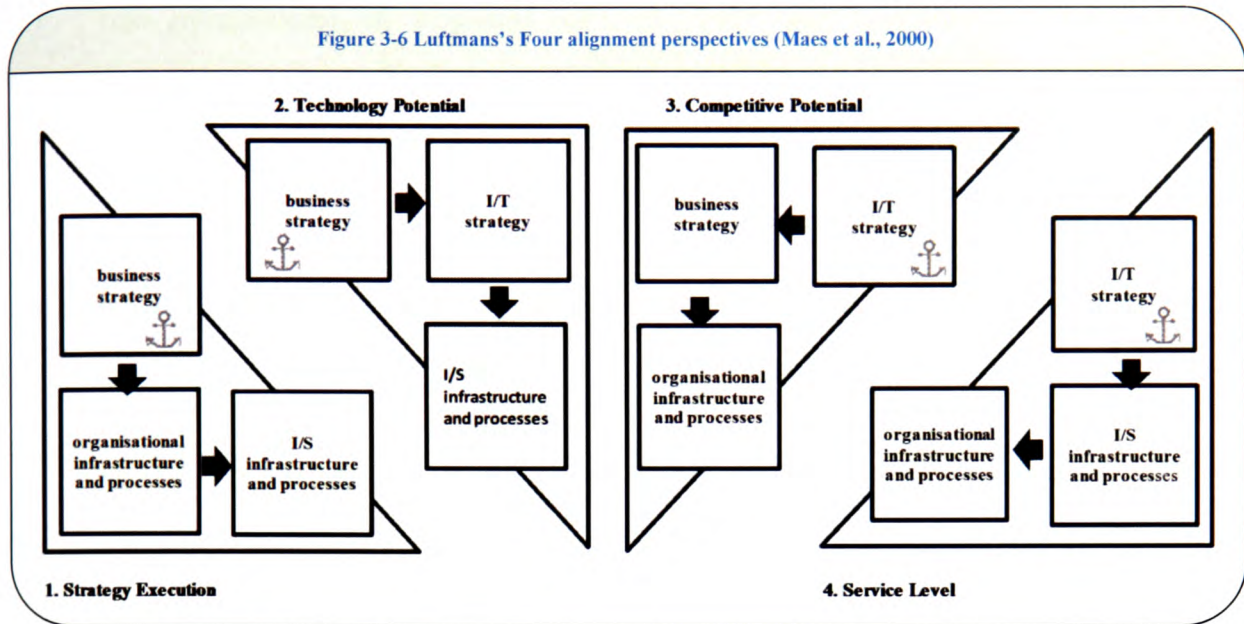 Figure 3-6 Luftmans's Four alignment perspectives (Maes et al., 2000)
2. Technology Potential
3. Competitive Potential
business
strategy
I/T
strategy
I/S
infrastructure
and processes
business
strategy
I/T
strategy
organisational
infrastructure
and processes
business
strategy
organisational
infrastructure
and processes
I/S
infrastructure
and processes
I/T
strategy
organisational
infrastructure
and processes
I/S
infrastructure
and processes
1. Strategy Execution
4. Service Level